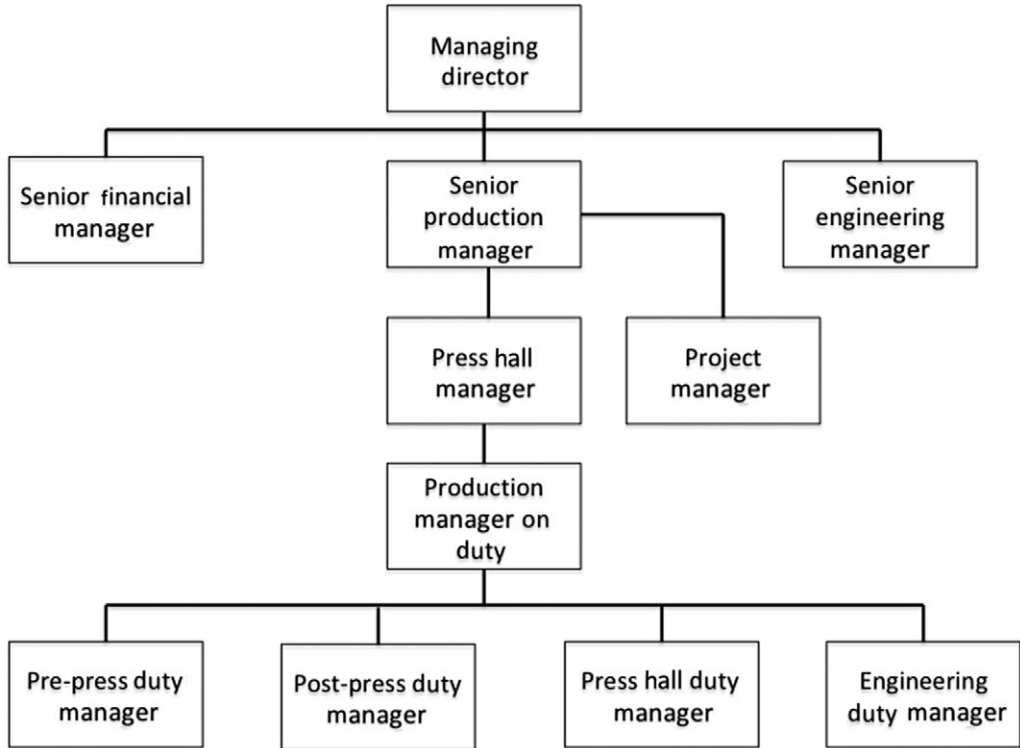 Managing
director
Senior financial
manager
Senior
production
manager
Senior
engineering
manager
Press hall
manager
Project
manager
Production
manager on
duty
Pre-press duty
manager
Post-press duty
manager
Press hall duty
manager
Engineering
duty manager